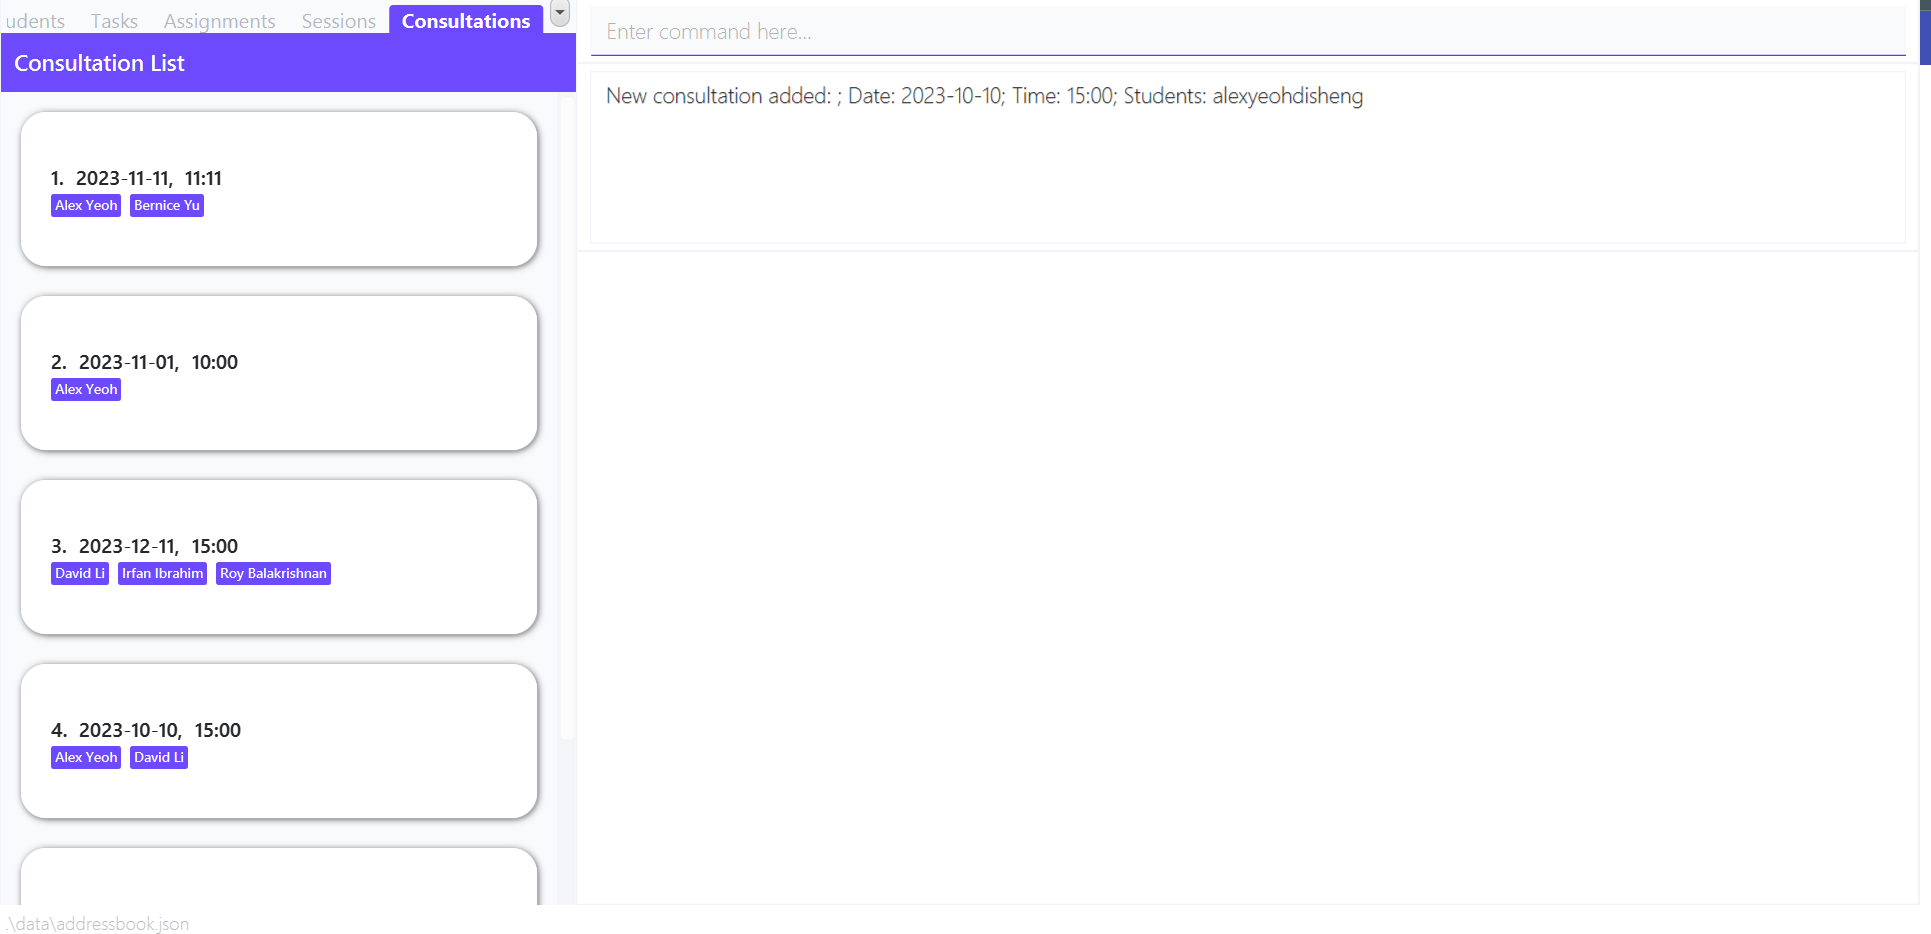 udents Tasks Assignments Sessions Consultations
Consultation List
1. 2023-11-11, 11:11
Alex Yeoh Bernice Yu
2. 2023-11-01, 10:00
Alex Yeoh
3. 2023-12-11, 15:00
David Li Irfan Ibrahim Roy Balakrishnan
4. 2023-10-10, 15:00
Alex Yeoh David Li
Enter command here...
New consultation added: ; Date: 2023-10-10; Time: 15:00; Students: alexyeohdisheng
.\data\addressbook.json